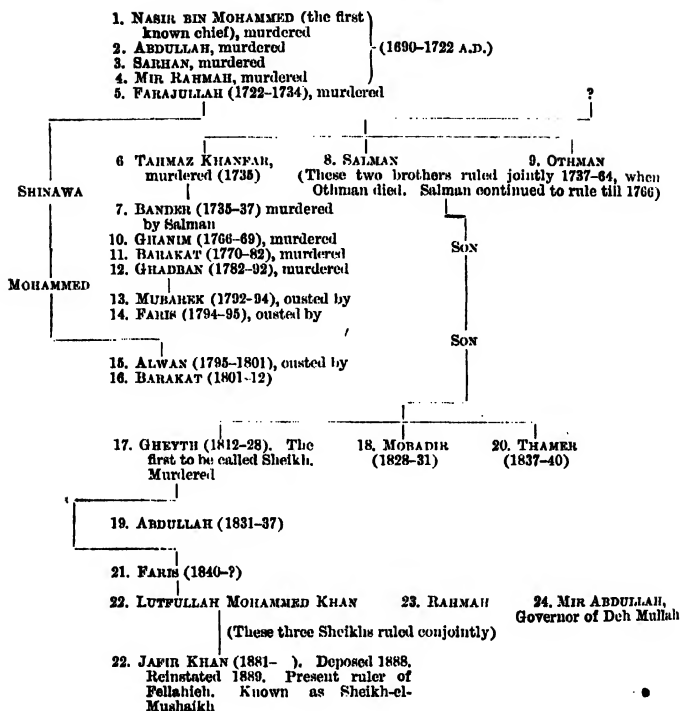 1. NASIR BIN MOHAMMED (the first
known chief), murdered
2. ABDULLAH, murdered
3. SARHAN, murdered
4. MIR RAHMAH, murdered
(1690-1722 A.D.)
5. FARAJULLAH (1722-1734), murdered
?
6 TAHMAZ KHANFAR,
murdered (1735)
8. SALMAN
9. OTHMAN
(These two brothers ruled jointly 1737-64, when
Othman died. Salman continued to rule till 1766)
SHINAWA
7. BANDER (1735-37) murdered
by Salman
10. GHANIM (1766-69), murdered
11. BARAKAT (1770-82), murdered
12. GHADBAN (1782-92), murdered
SON
MOHAMMED
13. MUBAREK (1792-94), ousted by
14. FARIS (1794-95), ousted by
SON
15. ALWAN (1795-1801), ousted by
16. BARAKAT (1801-12)
17. GHEYTH (1812-28). The
first to be called Sheikh.
Murdered
18. MOBADIR
(1828-31)
20. THAMER
(1837-40)
19. ABDULLAH (1831-37)
21. FARIS (1840-?)
22. LUTFULLAH MOHAMMED KHAN
23. RAHMAH
24. MIR ABDULLAH,
Governor of Deh Mullah
(These three Sheikhs ruled conjointly)
22. JAFIR KHAN (1881- ). Deposed 1888.
Reinstated 1889. Present ruler of
Fellahieh. Known as Sheikh-el-
Mushaikh